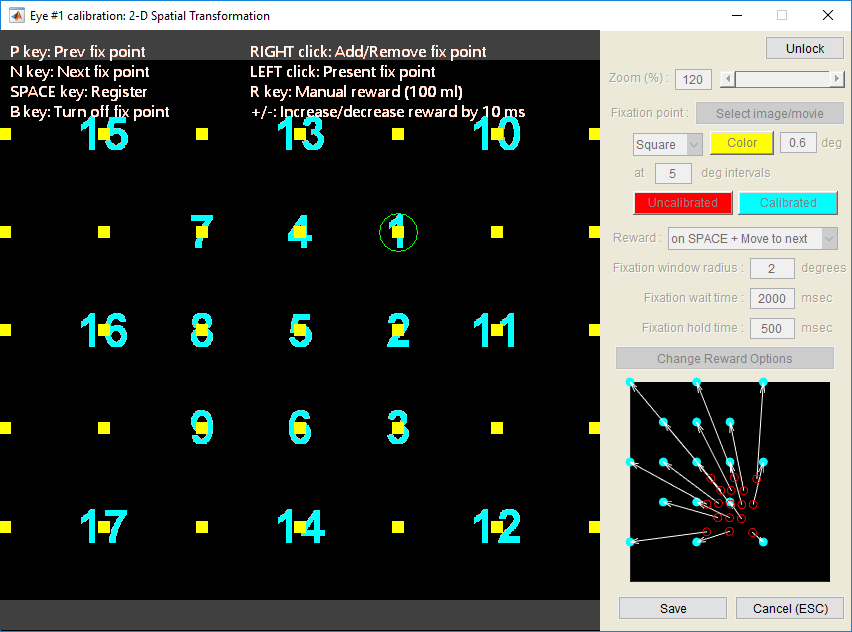 Eye #1 calibration: 2-D Spatial Transformation
P key: Prev fix point
RIGHT click: Add/Remove fix point
N key: Next fix point
LEFT click: Present fix point
SPACE key: Register
R key: Manual reward (100 ml)
B key: Turn off fix point
+/-: Increase/decrease reward by 10 ms
15 13 10
7 4 1
16 8 5 2 11
9 6 3
17 14 12
Unlock
Zoom (%) : 120
Fixation point : Select image/movie
Square Color 0.6 deg
at 5 deg intervals
Uncalibrated Calibrated
Reward : on SPACE + Move to next
Fixation window radius : 2 degrees
Fixation wait time : 2000 msec
Fixation hold time : 500 msec
Change Reward Options
Save Cancel (ESC)